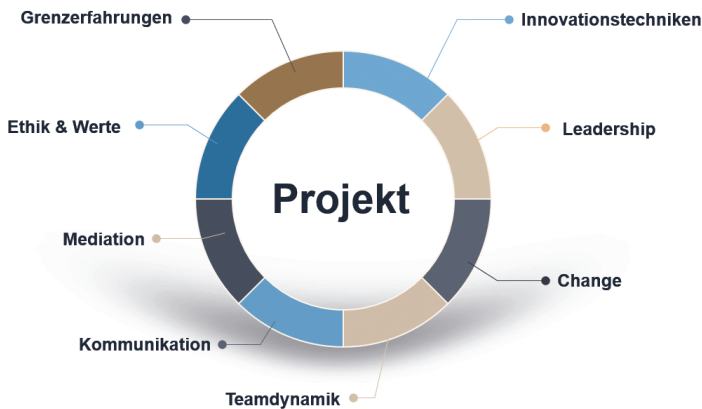 Grenzerfahrungen
Innovationstechniken
Ethik & Werte
Leadership
Projekt
Mediation
Change
Kommunikation
Teamdynamik